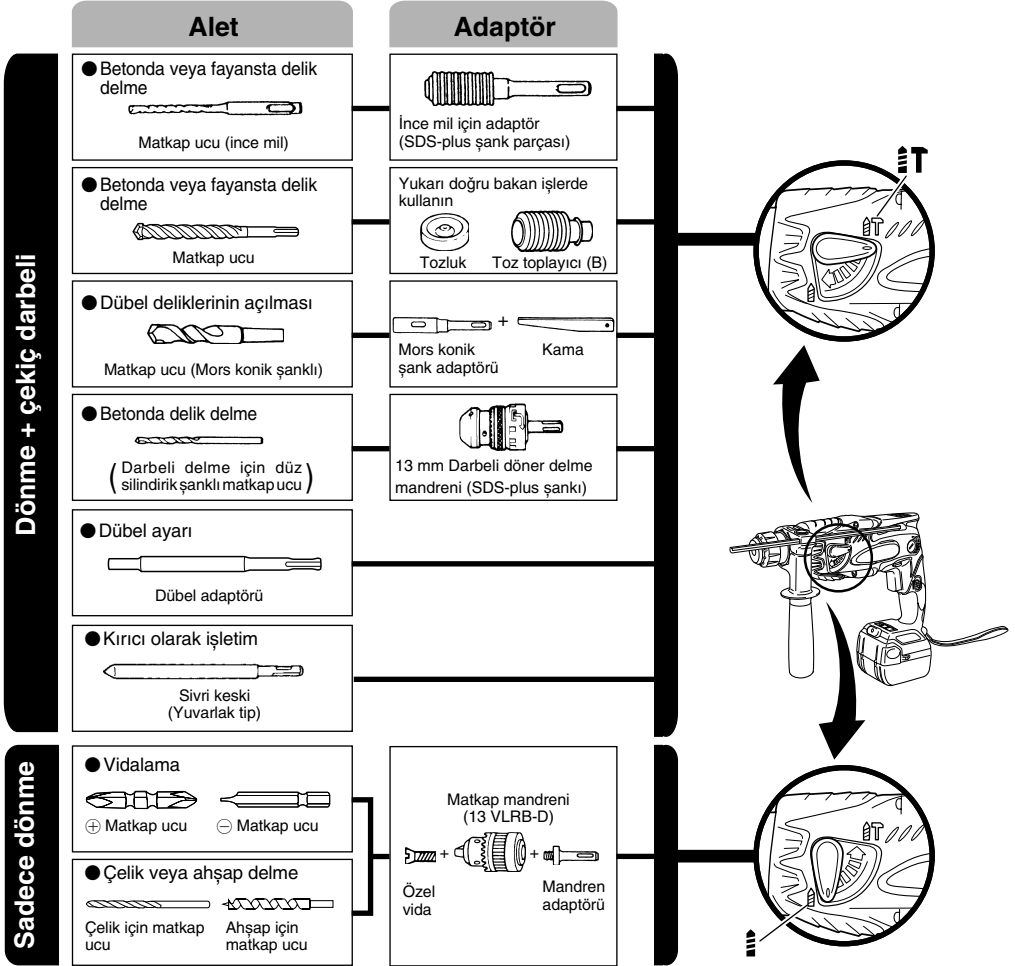 Alet
Adaptör
Dönme + çekiç darbeli
● Betonda veya fayansta delik
delme
Matkap ucu (ince mil)
İnce mil için adaptör
(SDS-plus şank parçası)
● Betonda veya fayansta delik
delme
Matkap ucu
Yukarı doğru bakan işlerde
kullanın
Tozluk
Toz toplayıcı (B)
● Dübel deliklerinin açılması
Matkap ucu (Mors konik şanklı)
+
Mors konik
şank adaptörü
Kama
● Betonda delik delme
(Darbeli delme için düz
silindirik şanklı matkap ucu)
13 mm Darbeli döner delme
mandreni (SDS-plus şankı)
● Dübel ayarı
Dübel adaptörü
● Kırıcı olarak işletim
Sivri keski
(Yuvarlak tip)
Sadece dönme
● Vidalama
⊕ Matkap ucu
⊖ Matkap ucu
● Çelik veya ahşap delme
Çelik için matkap
ucu
Ahşap için
matkap ucu
Matkap mandreni
(13 VLRB-D)
+ +
Özel
vida
Mandren
adaptörü